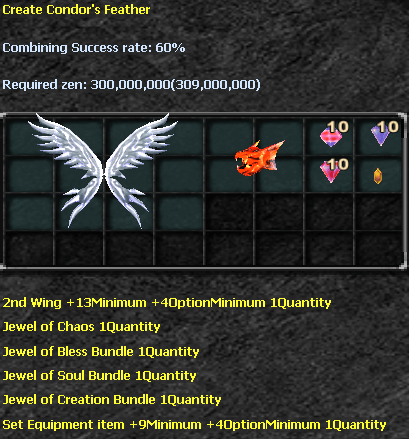 Create Condor's Feather
Combining Success rate: 60%
Required zen: 300,000,000(309,000,000)
10 10
10
2nd Wing +13Minimum +4OptionMinimum 1Quantity
Jewel of Chaos 1Quantity
Jewel of Bless Bundle 1Quantity
Jewel of Soul Bundle 1Quantity
Jewel of Creation Bundle 1Quantity
Set Equipment item +9Minimum +4OptionMinimum 1Quantity